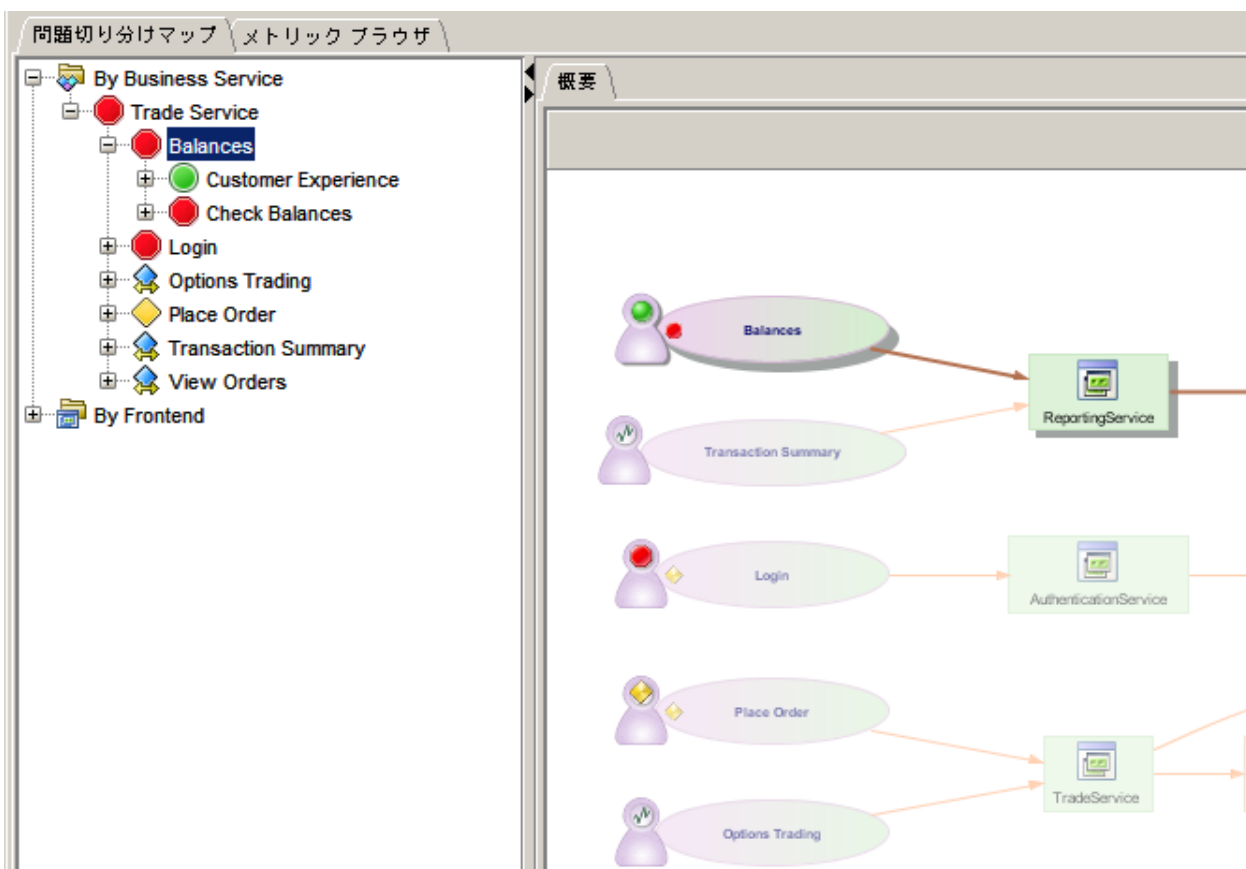 問題切り分けマップ メトリック ブラウザ
By Business Service
Trade Service
Balances
Customer Experience
Check Balances
Login
Options Trading
Place Order
Transaction Summary
View Orders
By Frontend
概要
Balances
ReportingService
Transaction Summary
Login
AuthenticationService
Place Order
TradeService
Options Trading